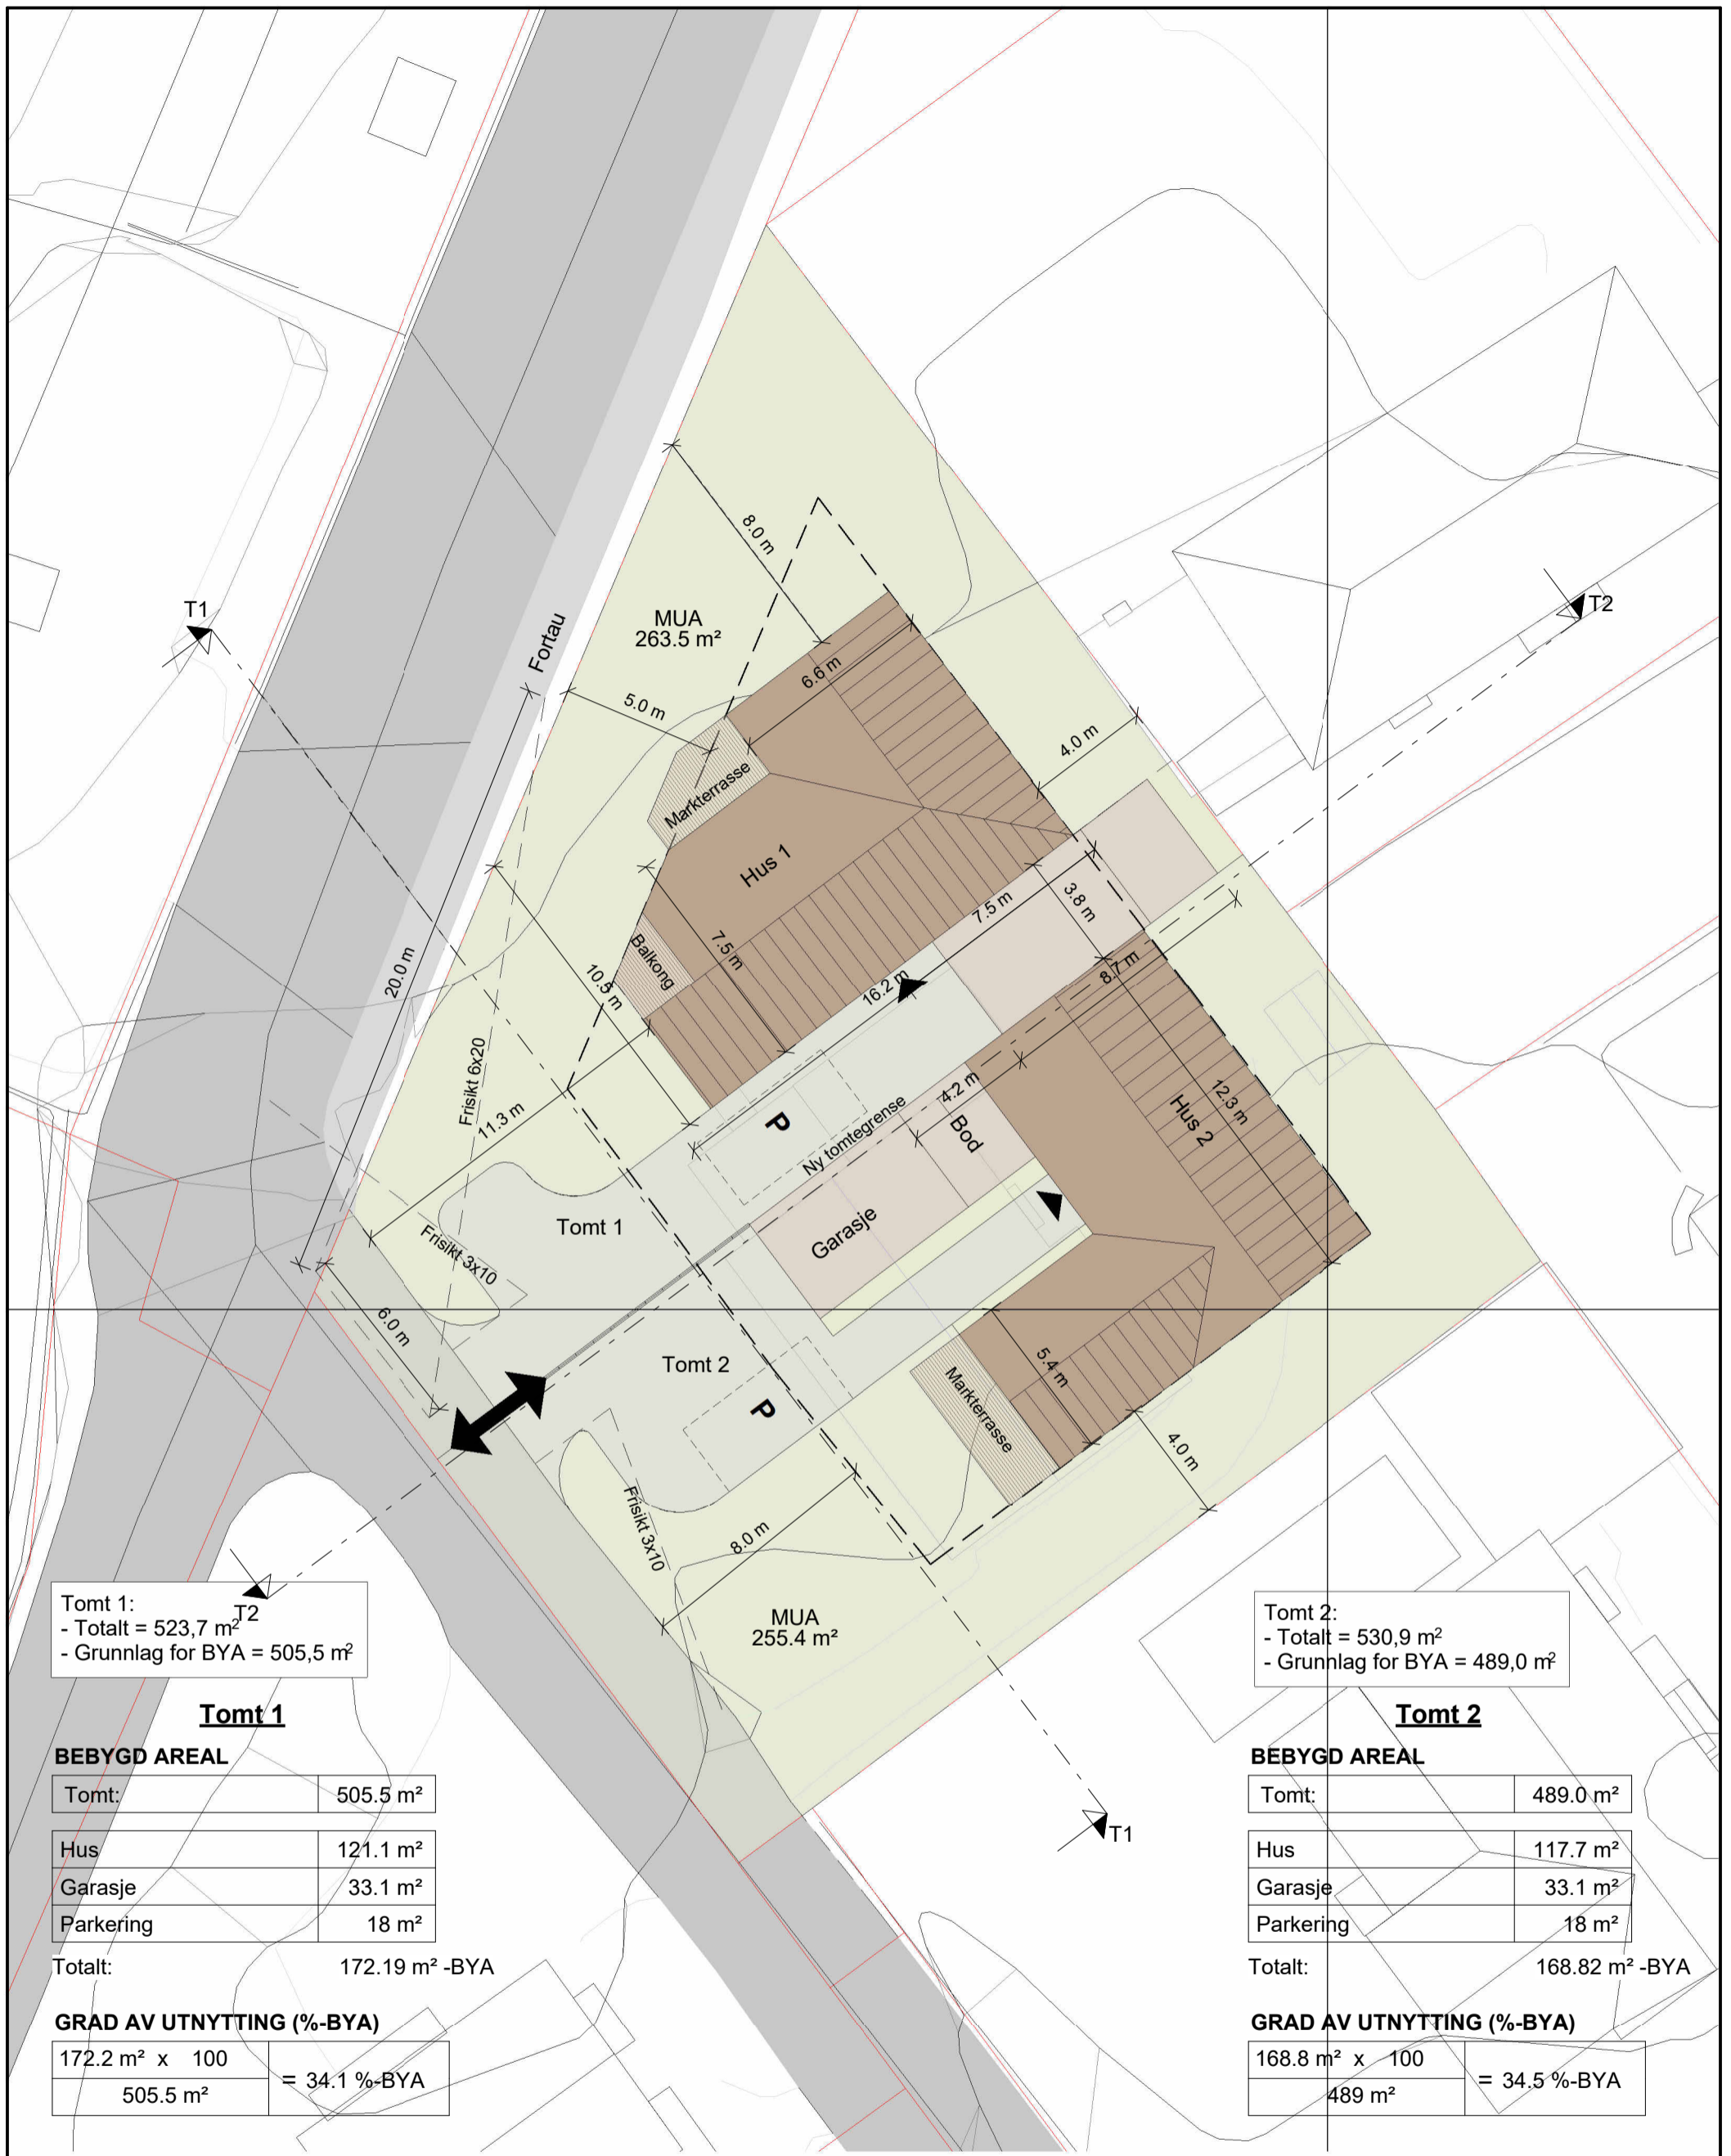 T1
T2
Fortau
MUA
263.5 m²
8.0 m
6.6 m
5.0 m
4.0 m
Markterrasse
Hus 1
7.5 m
3.8 m
7.5 m
Balkong
10.5 m
16.2 m
8.7 m
20.0 m
Frisikt 6x20
11.3 m
P
Ny tomtegrense
4.2 m
Bod
12.3 m
Hus 2
Tomt 1
Garasje
Frisikt 3x10
6.0 m
Tomt 2
P
5.4 m
Markterrasse
4.0 m
Frisikt 3x10
8.0 m
MUA
255.4 m²
T2
T1
Tomt 1:
- Totalt = 523,7 m²
- Grunnlag for BYA = 505,5 m²
Tomt 1
BEBYGD AREAL
Tomt: 505.5 m²
Hus 121.1 m²
Garasje 33.1 m²
Parkering 18 m²
Totalt: 172.19 m² -BYA
GRAD AV UTNYTTING (%-BYA)
172.2 m² x 100
= 34.1 %-BYA
505.5 m²
Tomt 2:
- Totalt = 530,9 m²
- Grunnlag for BYA = 489,0 m²
Tomt 2
BEBYGD AREAL
Tomt: 489.0 m²
Hus 117.7 m²
Garasje 33.1 m²
Parkering 18 m²
Totalt: 168.82 m² -BYA
GRAD AV UTNYTTING (%-BYA)
168.8 m² x 100
= 34.5 %-BYA
489 m²